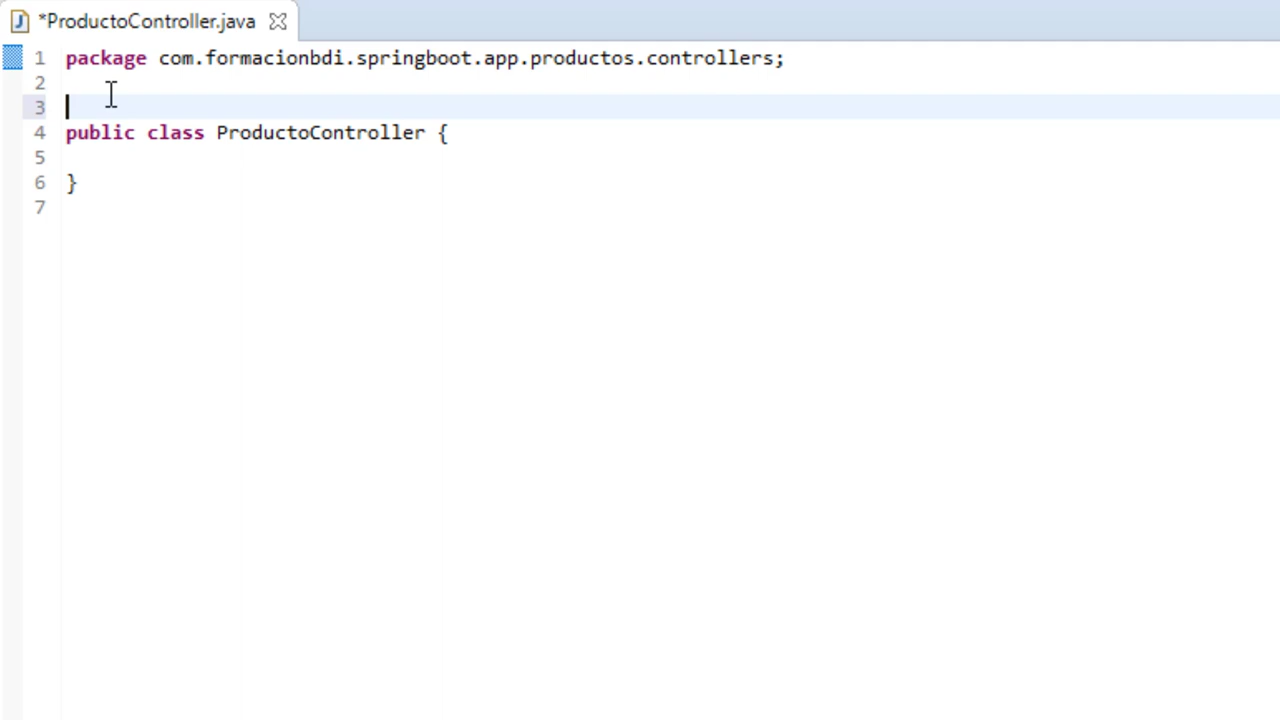 *ProductoController.java
1 package com.formacionbdi.springboot.app.productos.controllers;
2
3
4 public class ProductoController {
5
6 }
7